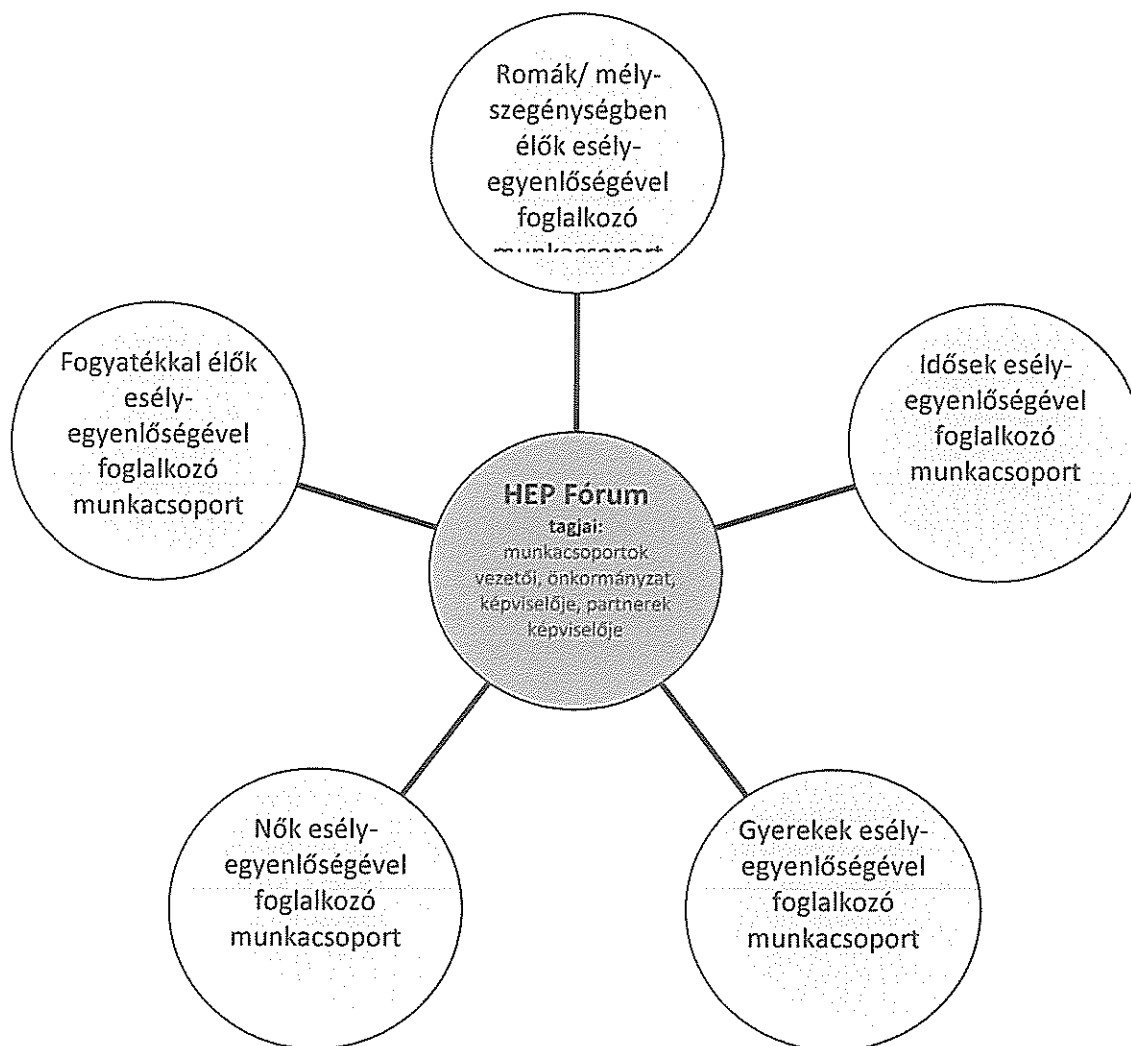 Romák/ mély-
szegénységben
élők esély-
egyenlőségével
foglalkozó
munkacsoport
Fogyatékkal élők
esély-
egyenlőségével
foglalkozó
munkacsoport
Idősek esély-
egyenlőségével
foglalkozó
munkacsoport
HEP Fórum
tagjai:
munkacsoportok
vezetői, önkormányzat,
képviselője, partnerek
képviselője
Nők esély-
egyenlőségével
foglalkozó
munkacsoport
Gyerekek esély-
egyenlőségével
foglalkozó
munkacsoport